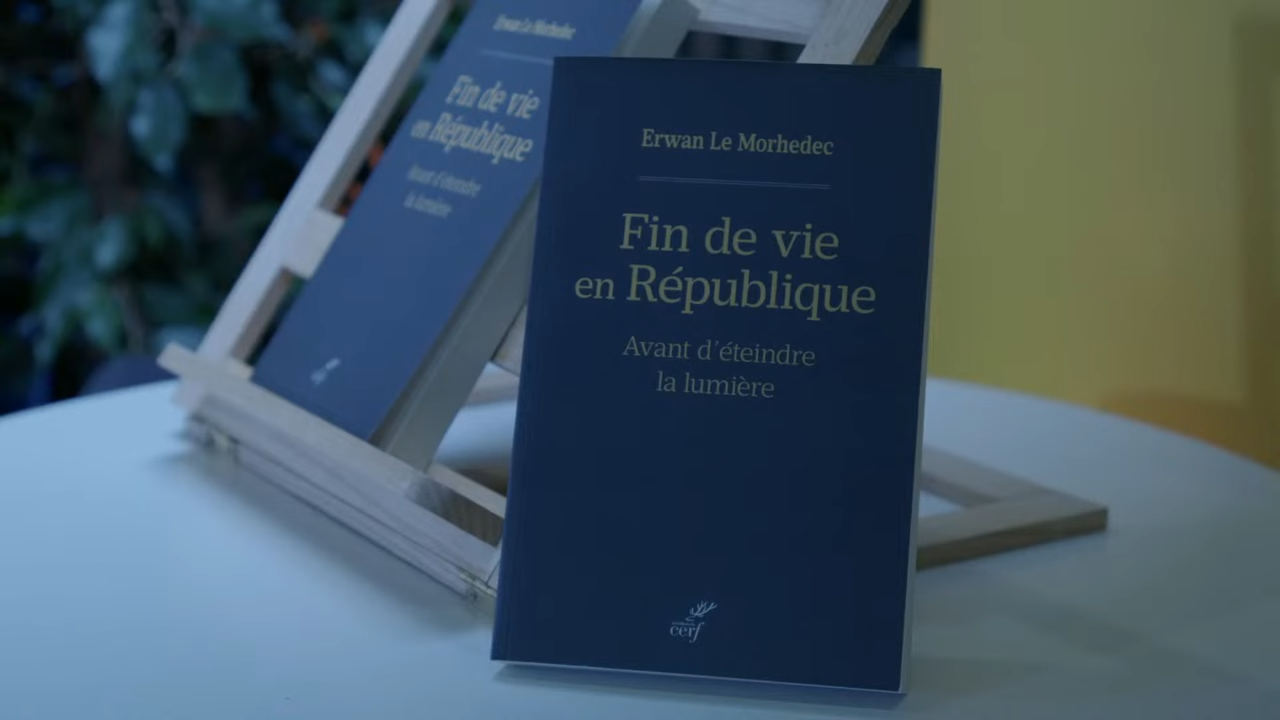 Erwan Le Morhedec
Fin de vie
en République
Avant d'éteindre
la lumière
Erwan Le Morhedec
Fin de vie
en République
Avant d'éteindre
la lumière
cerf